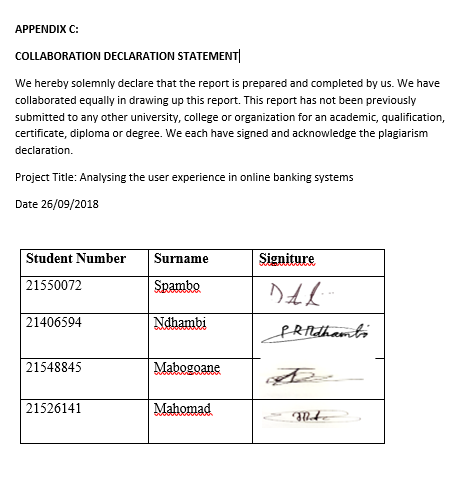 APPENDIX C:
COLLABORATION DECLARATION STATEMENT
We hereby solemnly declare that the report is prepared and completed by us. We have
collaborated equally in drawing up this report. This report has not been previously
submitted to any other university, college or organization for an academic, qualification,
certificate, diploma or degree. We each have signed and acknowledge the plagiarism
declaration.
Project Title: Analysing the user experience in online banking systems
Date 26/09/2018
Student Number Surname Signiture
21550072 Spambo
21406594 Ndhambi P.R Ndhambi
21548845 Mabogoane
21526141 Mahomad